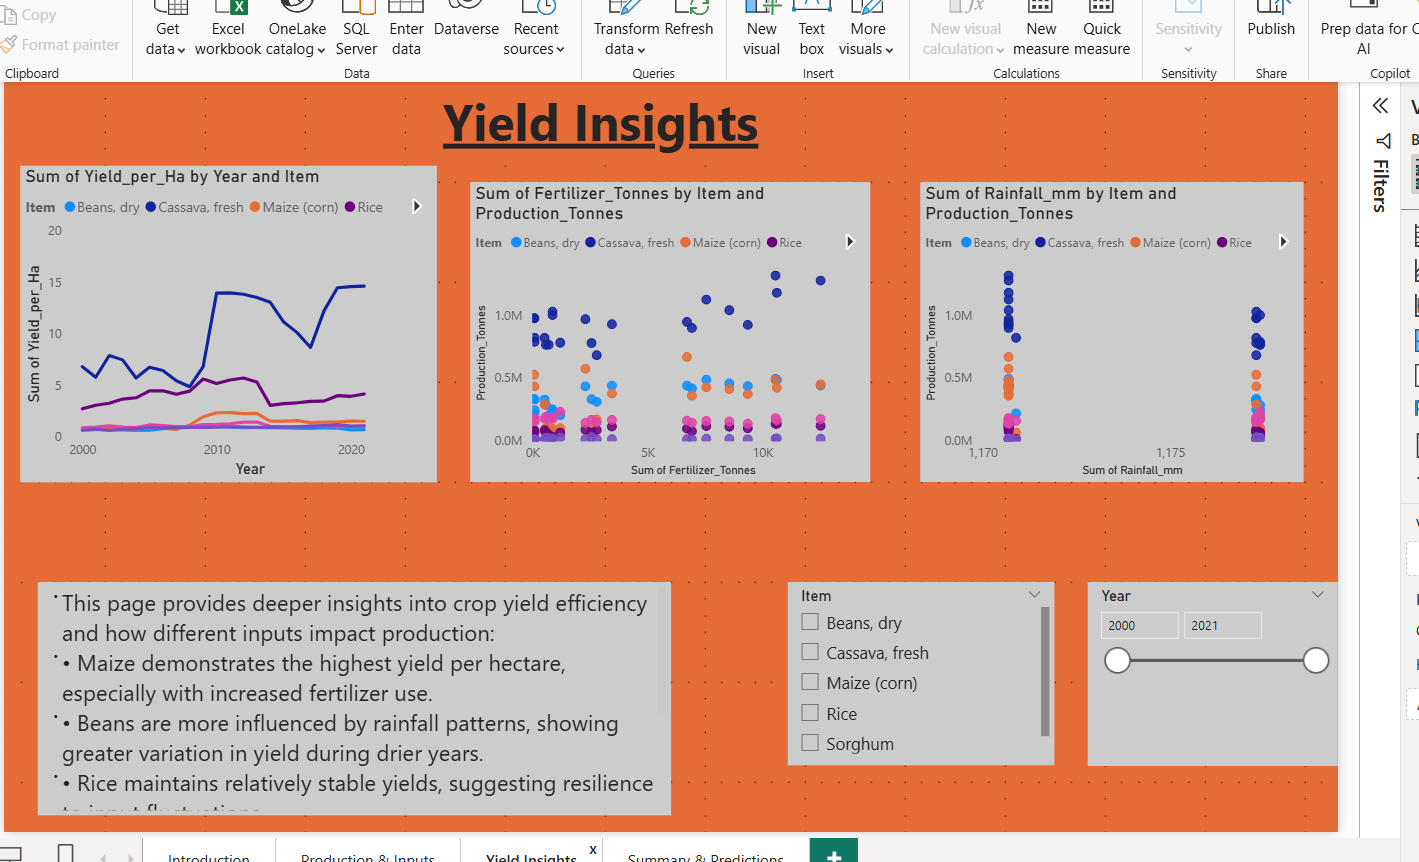 Copy
Format painter
Clipboard
Get data
Excel workbook
OneLake catalog
SQL Server
Enter data
Dataverse
Recent sources
Data
Transform data
Refresh
Queries
New visual
Text box
More visuals
Insert
New visual calculation
New measure
Quick measure
Calculations
Sensitivity
Sensitivity
Publish
Share
Prep data for AI
Copilot
Yield Insights
Sum of Yield_per_Ha by Year and Item
Item Beans, dry Cassava, fresh Maize (corn) Rice
Sum of Yield_per_Ha
20
15
10
5
0
2000 2010 2020
Year
Sum of Fertilizer_Tonnes by Item and
Production_Tonnes
Item Beans, dry Cassava, fresh Maize (corn) Rice
Production_Tonnes
1.0M
0.5M
0.0M
0K 5K 10K
Sum of Fertilizer_Tonnes
Sum of Rainfall_mm by Item and
Production_Tonnes
Item Beans, dry Cassava, fresh Maize (corn) Rice
Production_Tonnes
1.0M
0.5M
0.0M
1,170 1,175
Sum of Rainfall_mm
Filters
This page provides deeper insights into crop yield efficiency
and how different inputs impact production:
• Maize demonstrates the highest yield per hectare,
especially with increased fertilizer use.
• Beans are more influenced by rainfall patterns, showing
greater variation in yield during drier years.
• Rice maintains relatively stable yields, suggesting resilience
Item
Beans, dry
Cassava, fresh
Maize (corn)
Rice
Sorghum
Year
2000 2021
Introduction
Production & Inputs
Yield Insights
x
Summary & Predictions
+